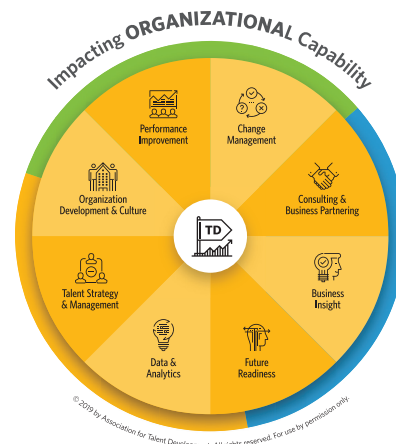 Impacting ORGANIZATIONAL Capability
Performance
Improvement
Change
Management
Organization
Development & Culture
Consulting &
Business Partnering
TD
Talent Strategy
& Management
Business
Insight
Data &
Analytics
Future
Readiness
© 2019 by Association for Talent Development. All rights reserved. For use by permission only.